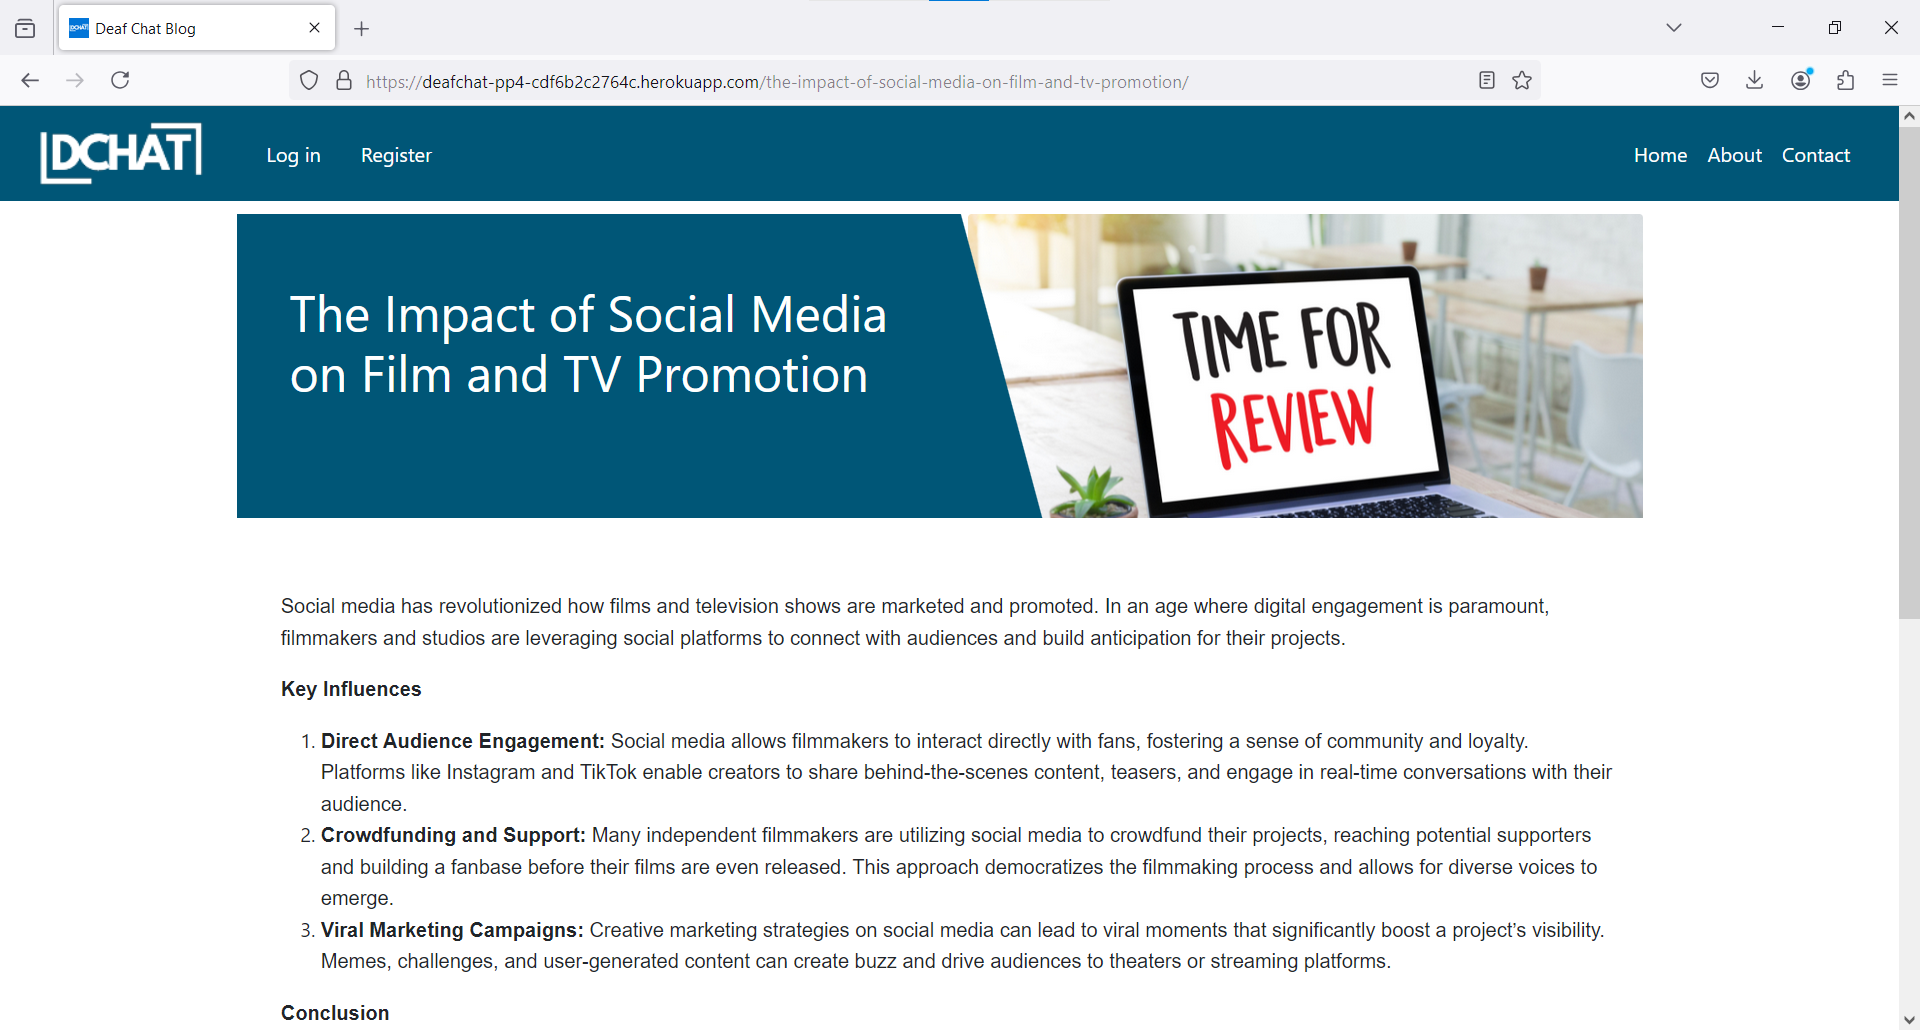 Deaf Chat Blog
https://deafchat-pp4-cdf6b2c2764c.herokuapp.com/the-impact-of-social-media-on-film-and-tv-promotion/
DCHAT
Log in
Register
Home
About
Contact
The Impact of Social Media
on Film and TV Promotion
TIME FOR
REVIEW
Social media has revolutionized how films and television shows are marketed and promoted. In an age where digital engagement is paramount,
filmmakers and studios are leveraging social platforms to connect with audiences and build anticipation for their projects.
Key Influences
1. Direct Audience Engagement: Social media allows filmmakers to interact directly with fans, fostering a sense of community and loyalty.
Platforms like Instagram and TikTok enable creators to share behind-the-scenes content, teasers, and engage in real-time conversations with their
audience.
2. Crowdfunding and Support: Many independent filmmakers are utilizing social media to crowdfund their projects, reaching potential supporters
and building a fanbase before their films are even released. This approach democratizes the filmmaking process and allows for diverse voices to
emerge.
3. Viral Marketing Campaigns: Creative marketing strategies on social media can lead to viral moments that significantly boost a project’s visibility.
Memes, challenges, and user-generated content can create buzz and drive audiences to theaters or streaming platforms.
Conclusion